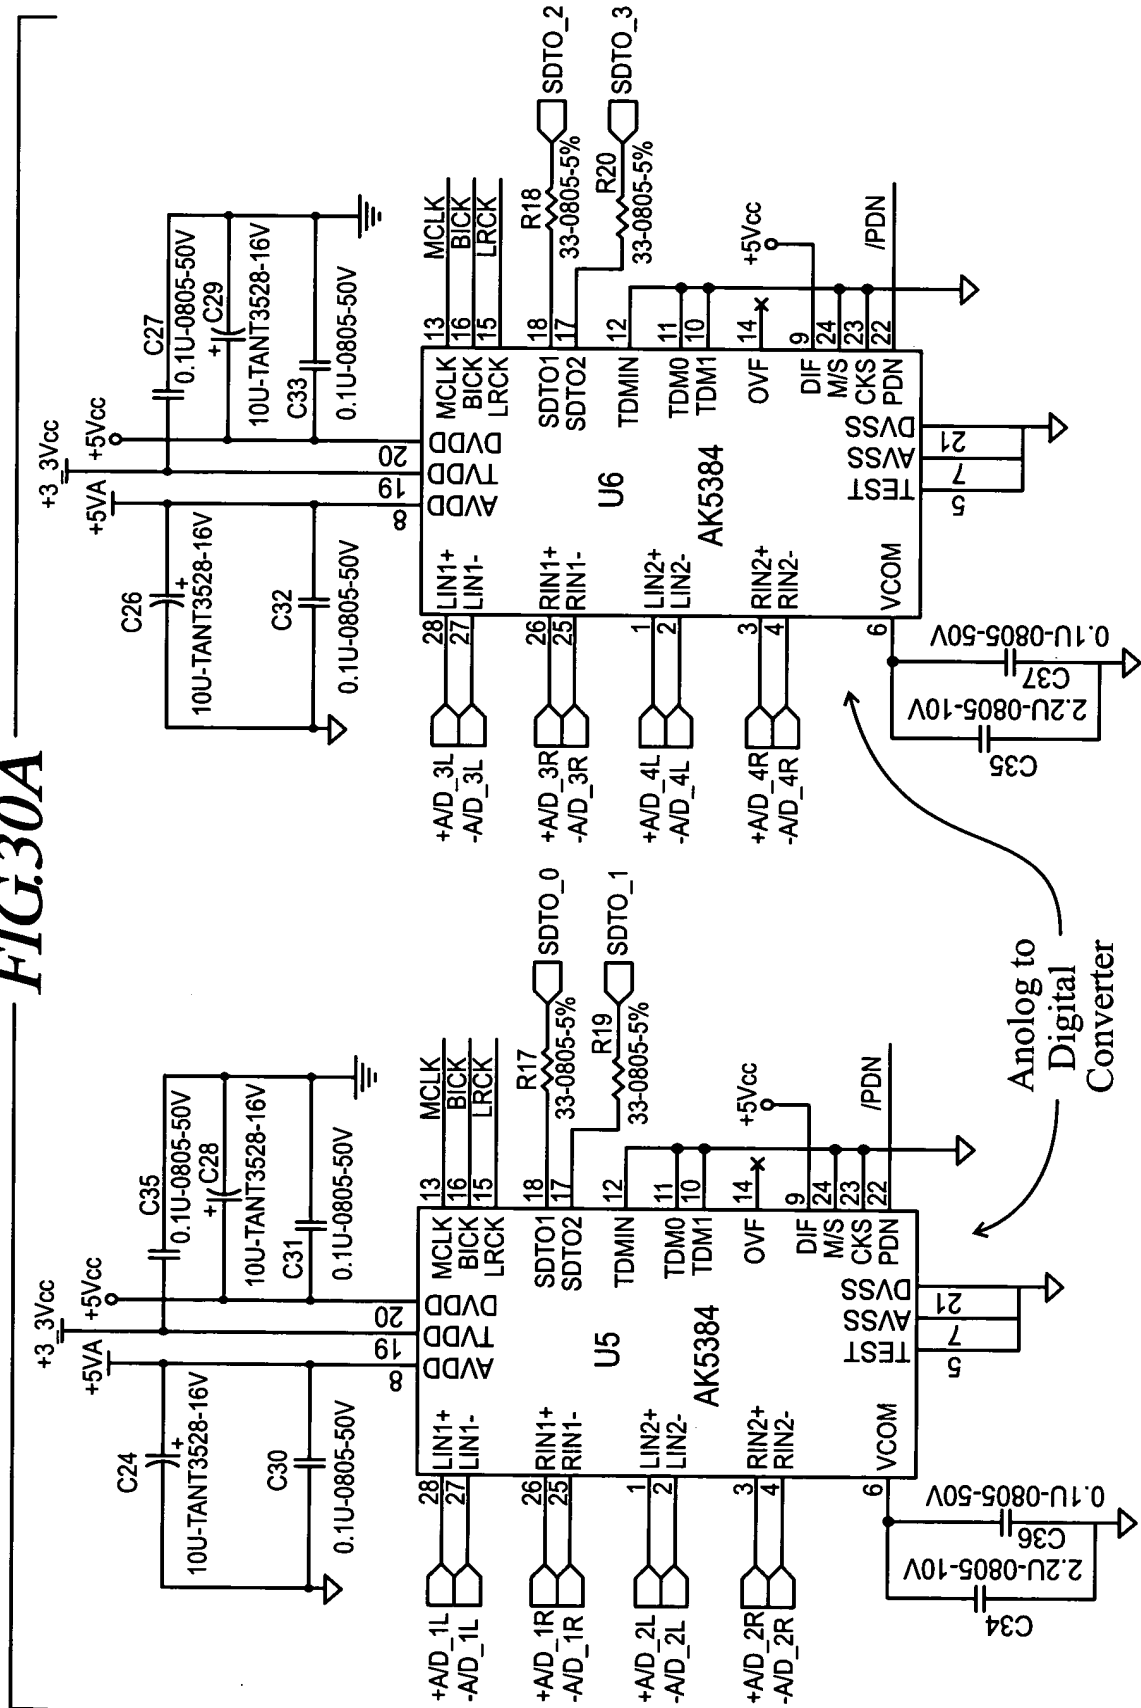 FIG.30A
+3_3Vcc
+5VA
+5Vcc
C35
0.1U-0805-50V
C24
10U-TANT3528-16V
+
C28
+
10U-TANT3528-16V
C30
0.1U-0805-50V
C31
0.1U-0805-50V
8
19
20
AVDD
TVDD
DVDD
+A/D_1L
-A/D_1L
28
27
LIN1+
LIN1-
+A/D_1R
-A/D_1R
26
25
RIN1+
RIN1-
+A/D_2L
-A/D_2L
1
2
LIN2+
LIN2-
+A/D_2R
-A/D_2R
3
4
RIN2+
RIN2-
6
VCOM
U5
AK5384
MCLK
13
MCLK
BICK
16
BICK
LRCK
15
LRCK
SDTO1
18
R17
33-0805-5%
SDTO_0
SDTO2
17
R19
33-0805-5%
SDTO_1
TDMIN
12
TDM0
11
TDM1
10
OVF
14
DIF
9
+5Vcc
M/S
24
CKS
23
PDN
22
/PDN
TEST
AVSS
DVSS
5
7
21
C34
2.2U-0805-10V
C36
0.1U-0805-50V
Anolog to
Digital
Converter
+3_3Vcc
+5VA
+5Vcc
C27
0.1U-0805-50V
C26
10U-TANT3528-16V
+
C29
+
10U-TANT3528-16V
C32
0.1U-0805-50V
C33
0.1U-0805-50V
8
19
20
AVDD
TVDD
DVDD
+A/D_3L
-A/D_3L
28
27
LIN1+
LIN1-
+A/D_3R
-A/D_3R
26
25
RIN1+
RIN1-
+A/D_4L
-A/D_4L
1
2
LIN2+
LIN2-
+A/D_4R
-A/D_4R
3
4
RIN2+
RIN2-
6
VCOM
U6
AK5384
MCLK
13
MCLK
BICK
16
BICK
LRCK
15
LRCK
SDTO1
18
R18
33-0805-5%
SDTO_2
SDTO2
17
R20
33-0805-5%
SDTO_3
TDMIN
12
TDM0
11
TDM1
10
OVF
14
DIF
9
+5Vcc
M/S
24
CKS
23
PDN
22
/PDN
TEST
AVSS
DVSS
5
7
21
C35
2.2U-0805-10V
C37
0.1U-0805-50V